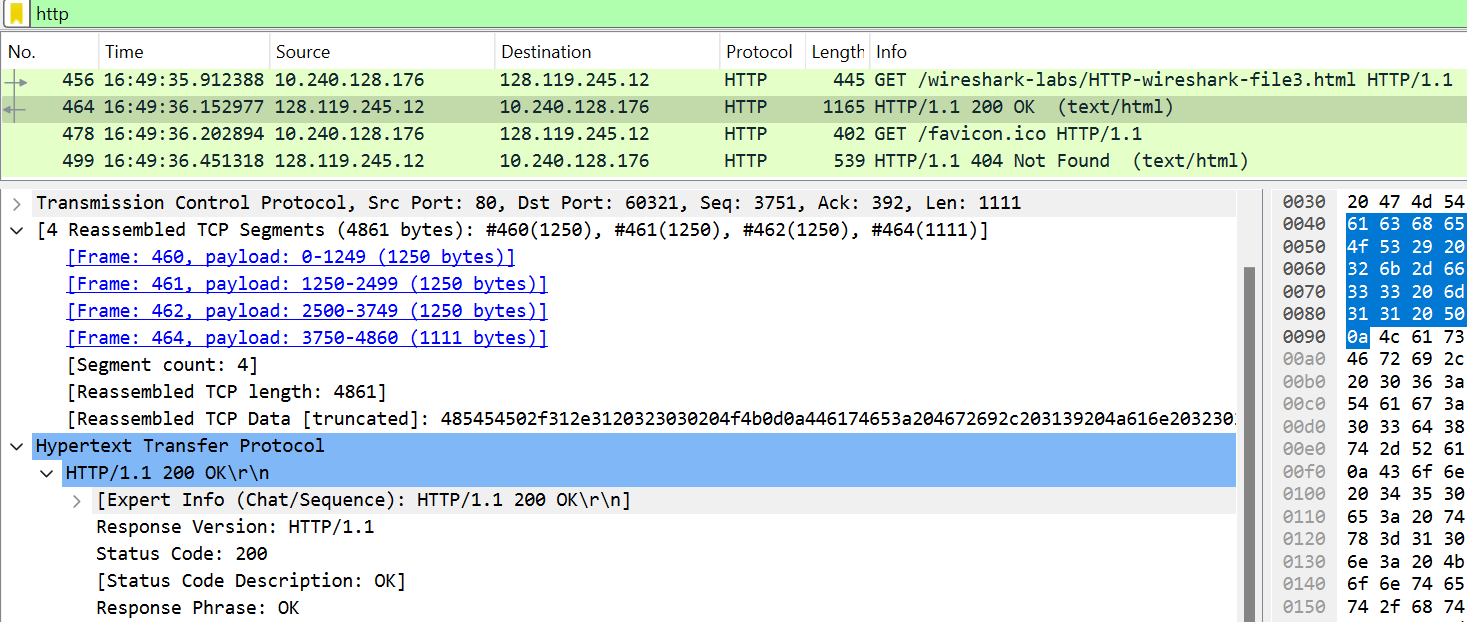 http
No. Time Source Destination Protocol Length Info
456 16:49:35.912388 10.240.128.176 128.119.245.12 HTTP 445 GET /wireshark-labs/HTTP-wireshark-file3.html HTTP/1.1
464 16:49:36.152977 128.119.245.12 10.240.128.176 HTTP 1165 HTTP/1.1 200 OK (text/html)
478 16:49:36.202894 10.240.128.176 128.119.245.12 HTTP 402 GET /favicon.ico HTTP/1.1
499 16:49:36.451318 128.119.245.12 10.240.128.176 HTTP 539 HTTP/1.1 404 Not Found (text/html)
Transmission Control Protocol, Src Port: 80, Dst Port: 60321, Seq: 3751, Ack: 392, Len: 1111
[4 Reassembled TCP Segments (4861 bytes): #460(1250), #461(1250), #462(1250), #464(1111)]
[Frame: 460, payload: 0-1249 (1250 bytes)]
[Frame: 461, payload: 1250-2499 (1250 bytes)]
[Frame: 462, payload: 2500-3749 (1250 bytes)]
[Frame: 464, payload: 3750-4860 (1111 bytes)]
[Segment count: 4]
[Reassembled TCP length: 4861]
[Reassembled TCP Data [truncated]: 485454502f312e3120323030204f4b0d0a446174653a204672692c203139204a616e2032302
Hypertext Transfer Protocol
HTTP/1.1 200 OK\r\n
[Expert Info (Chat/Sequence): HTTP/1.1 200 OK\r\n]
Response Version: HTTP/1.1
Status Code: 200
[Status Code Description: OK]
Response Phrase: OK
0030 20 47 4d 54
0040 61 63 68 65
0050 4f 53 29 20
0060 32 6b 2d 66
0070 33 33 20 6d
0080 31 31 20 50
0090 0a 4c 61 73
00a0 46 72 69 2c
00b0 20 30 36 3a
00c0 54 61 67 3a
00d0 30 33 64 38
00e0 74 2d 52 61
00f0 0a 43 6f 6e
0100 20 34 35 30
0110 65 3a 20 74
0120 78 3d 31 30
0130 6e 3a 20 4b
0140 6f 6e 74 65
0150 74 2f 68 74